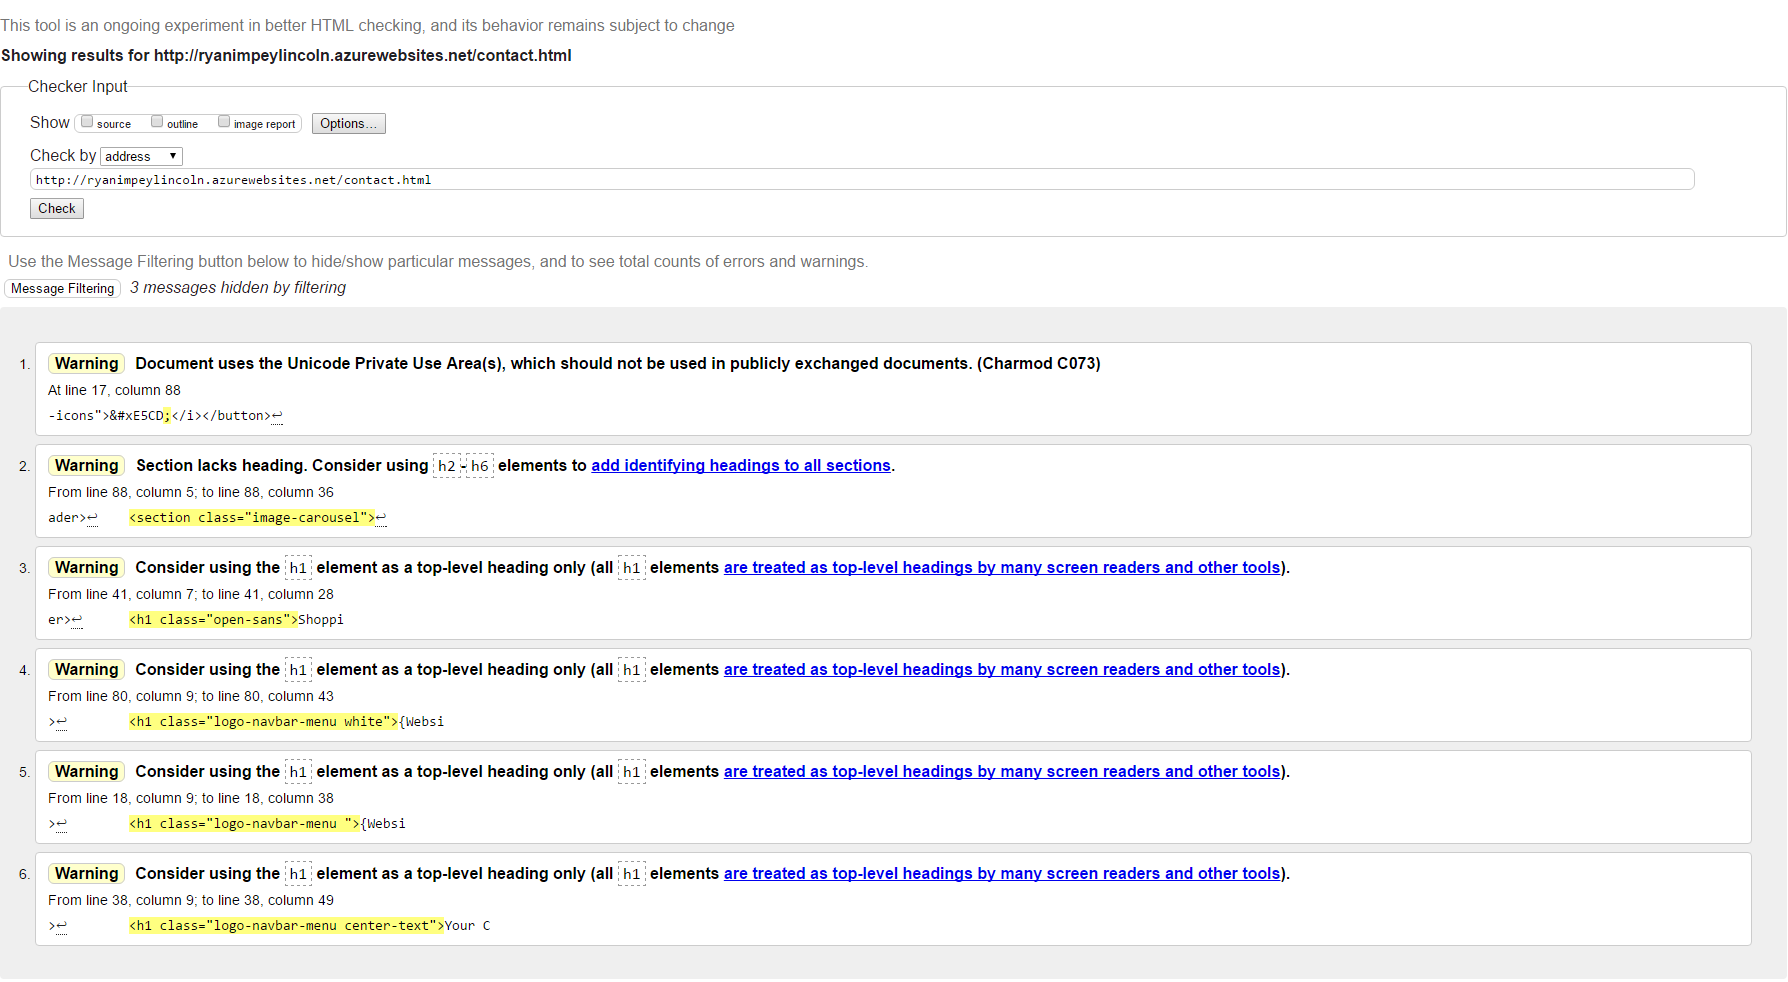 This tool is an ongoing experiment in better HTML checking, and its behavior remains subject to change
Showing results for http://ryanimpeylincoln.azurewebsites.net/contact.html
Checker Input
Show source outline image report Options...
Check by address
http://ryanimpeylincoln.azurewebsites.net/contact.html
Check
Use the Message Filtering button below to hide/show particular messages, and to see total counts of errors and warnings.
Message Filtering 3 messages hidden by filtering
1. Warning Document uses the Unicode Private Use Area(s), which should not be used in publicly exchanged documents. (Charmod C073)
At line 17, column 88
-icons">&#xE5CD;</i></button>↩
2. Warning Section lacks heading. Consider using h2-h6 elements to add identifying headings to all sections.
From line 88, column 5; to line 88, column 36
ader>↩ <section class="image-carousel">↩
3. Warning Consider using the h1 element as a top-level heading only (all h1 elements are treated as top-level headings by many screen readers and other tools).
From line 41, column 7; to line 41, column 28
er>↩ <h1 class="open-sans">Shoppi
4. Warning Consider using the h1 element as a top-level heading only (all h1 elements are treated as top-level headings by many screen readers and other tools).
From line 80, column 9; to line 80, column 43
>↩ <h1 class="logo-navbar-menu white">{Websi
5. Warning Consider using the h1 element as a top-level heading only (all h1 elements are treated as top-level headings by many screen readers and other tools).
From line 18, column 9; to line 18, column 38
>↩ <h1 class="logo-navbar-menu ">{Websi
6. Warning Consider using the h1 element as a top-level heading only (all h1 elements are treated as top-level headings by many screen readers and other tools).
From line 38, column 9; to line 38, column 49
>↩ <h1 class="logo-navbar-menu center-text">Your C